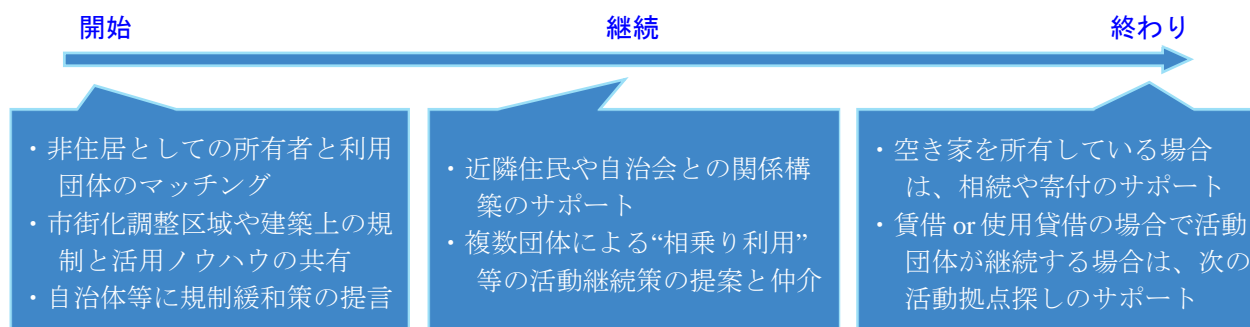 開始
継続
終わり
・非住居としての所有者と利用
団体のマッチング
・市街化調整区域や建築上の規
制と活用ノウハウの共有
・自治体等に規制緩和策の提言
・近隣住民や自治会との関係構
築のサポート
・複数団体による“相乗り利用”
等の活動継続策の提案と仲介
・空き家を所有している場合
は、相続や寄付のサポート
・賃借 or 使用貸借の場合で活動
団体が継続する場合は、次の
活動拠点探しのサポート